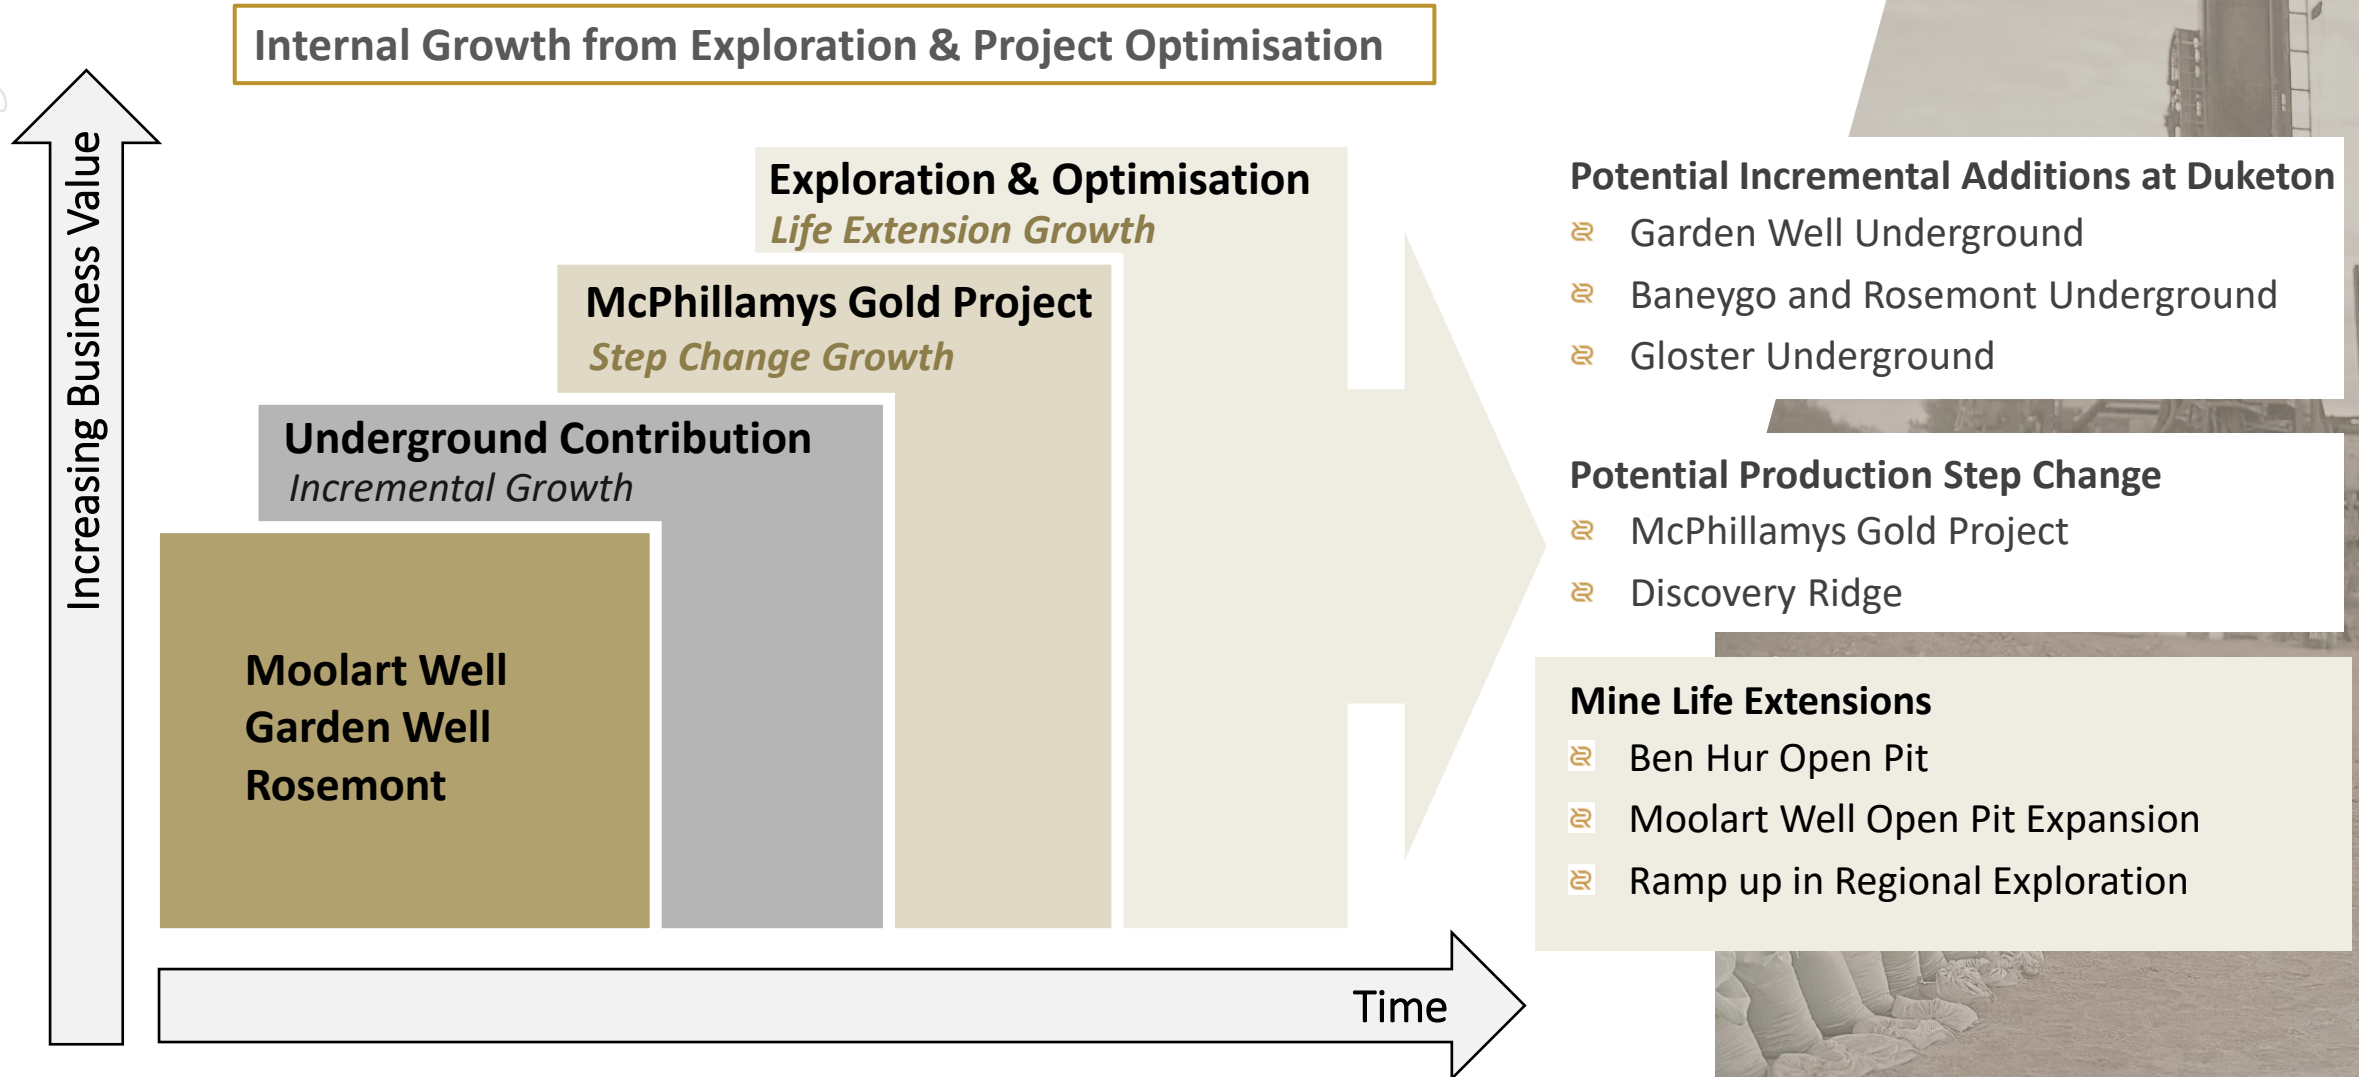 Internal Growth from Exploration & Project Optimisation
Increasing Business Value
Exploration & Optimisation
Life Extension Growth
McPhillamys Gold Project
Step Change Growth
Underground Contribution
Incremental Growth
Moolart Well
Garden Well
Rosemont
Time
Potential Incremental Additions at Duketon
Garden Well Underground
Baneygo and Rosemont Underground
Gloster Underground
Potential Production Step Change
McPhillamys Gold Project
Discovery Ridge
Mine Life Extensions
Ben Hur Open Pit
Moolart Well Open Pit Expansion
Ramp up in Regional Exploration